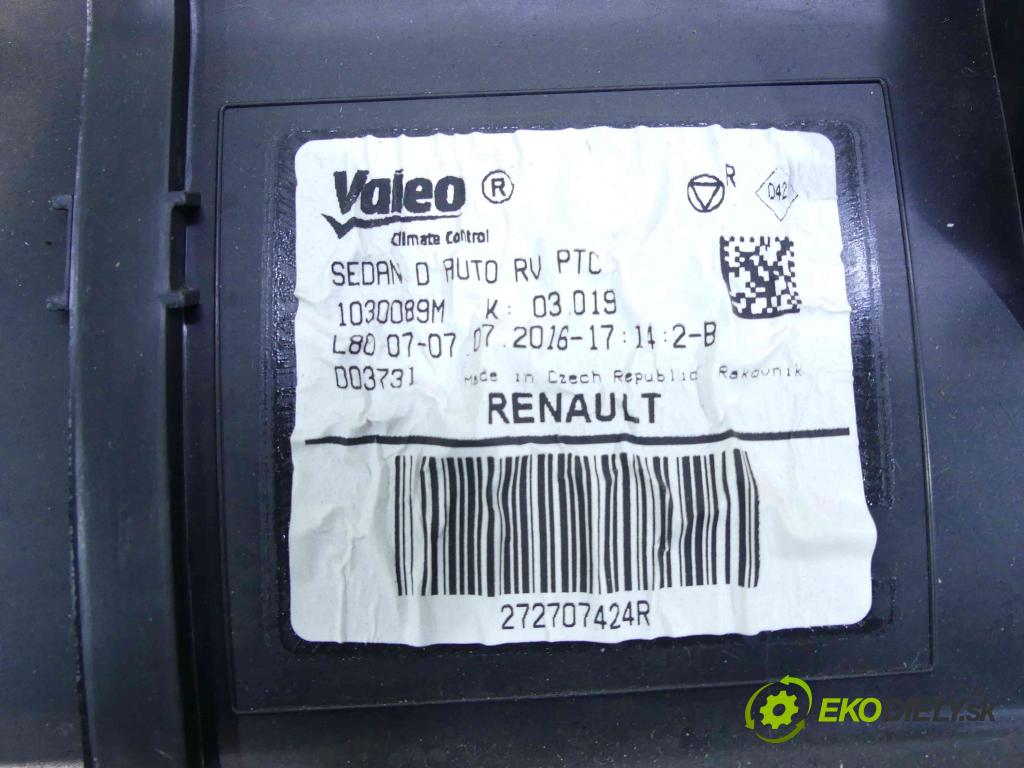 Valeo ®
Climate Control
R
042
SEDAN D AUTO RV PTC
1030089M K: 03.019
L80 07-07 07.2016-17:14:2-B
003731 Made in Czech Republic Rakovnik
RENAULT
272707424R
EKODIELY.sk